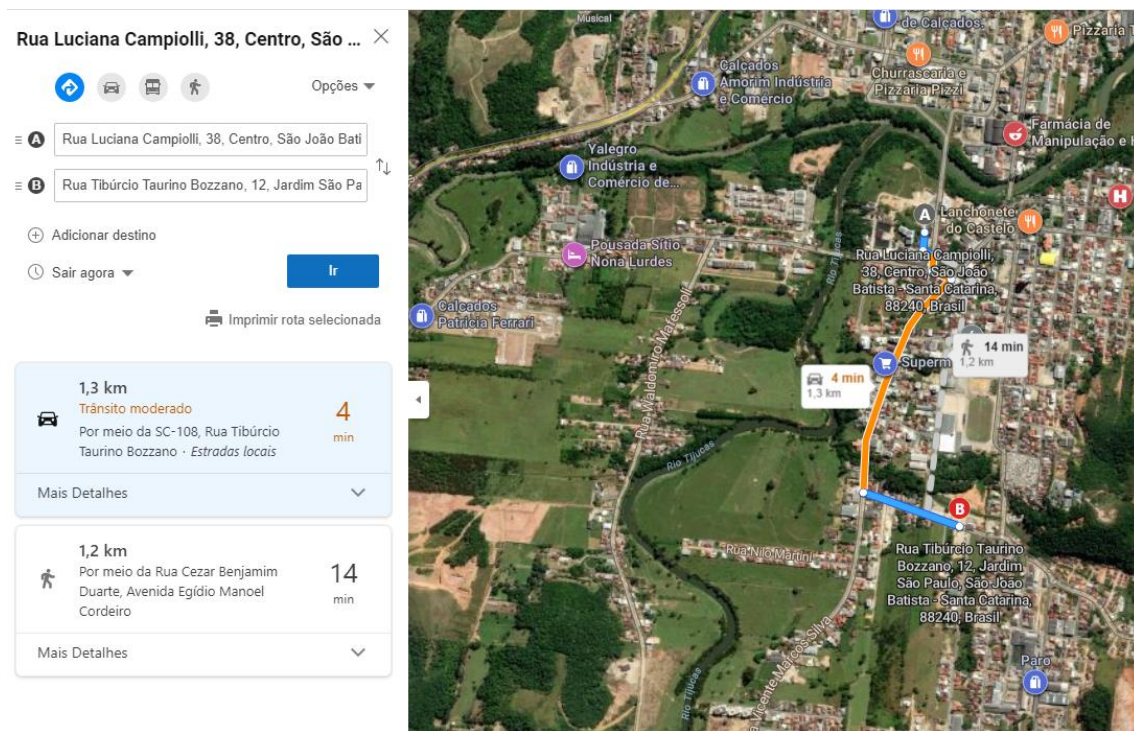 Rua Luciana Campiolli, 38, Centro, São ...
Opções
A
Rua Luciana Campiolli, 38, Centro, São João Bati
B
Rua Tibúrcio Taurino Bozzano, 12, Jardim São Pa
Adicionar destino
Sair agora
Ir
Imprimir rota selecionada
1,3 km
Trânsito moderado
4
min
Por meio da SC-108, Rua Tibúrcio
Taurino Bozzano · Estradas locais
Mais Detalhes
1,2 km
Por meio da Rua Cezar Benjamim
Duarte, Avenida Egídio Manoel
Cordeiro
14
min
Mais Detalhes
Musical
de Calçados,
Pizzaria
Calçados
Amorim Indústria
e Comércio
Churrascaria e
Pizzaria Pizzi
Farmácia de
Manipulação e
Yalegro
Indústria e
Comércio de...
H
A
Lanchonete
do Castelo
Pousada Sítio
Nona Lurdes
Rio Tijucas
Rua Luciana Campiolli,
38, Centro, São João
Batista - Santa Catarina,
88240, Brasil
Calçados
Patrícia Ferrari
Rua Waldomiro Mafessoli
Superm
14 min
1,2 km
4 min
1,3 km
Rio Tijucas
B
Rua Nilo Martini
Rua Tibúrcio Taurino
Bozzano, 12, Jardim
São Paulo, São João
Batista - Santa Catarina,
88240, Brasil
Rua Vicente Marcos Silva
Rio Tijucas
Paro